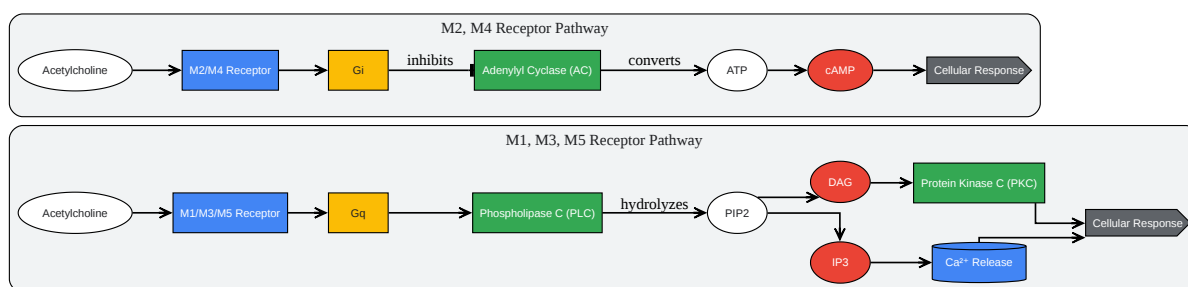 M2, M4 Receptor Pathway
Acetylcholine
M2/M4 Receptor
Gi
inhibits
Adenylyl Cyclase (AC)
converts
ATP
cAMP
Cellular Response
M1, M3, M5 Receptor Pathway
Acetylcholine
M1/M3/M5 Receptor
Gq
Phospholipase C (PLC)
hydrolyzes
PIP2
DAG
Protein Kinase C (PKC)
IP3
Ca²⁺ Release
Cellular Response